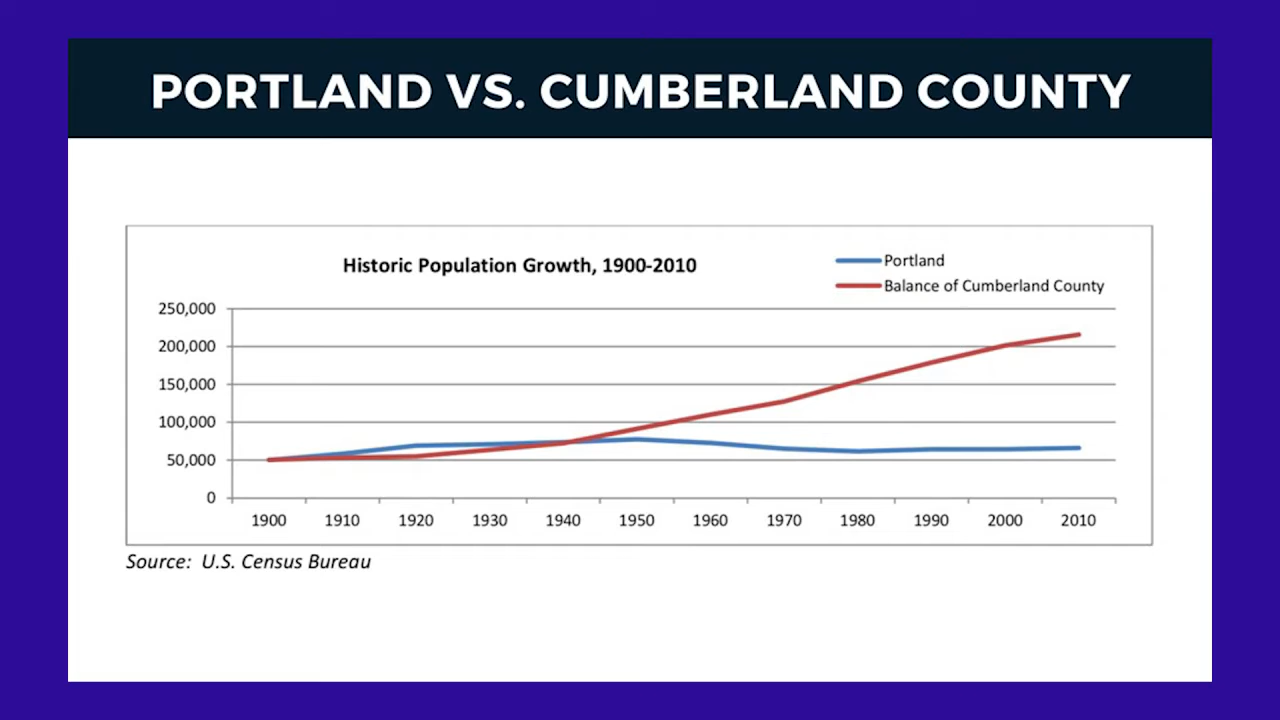 PORTLAND VS. CUMBERLAND COUNTY
Historic Population Growth, 1900-2010
Portland
Balance of Cumberland County
250,000
200,000
150,000
100,000
50,000
0
1900 1910 1920 1930 1940 1950 1960 1970 1980 1990 2000 2010
Source: U.S. Census Bureau